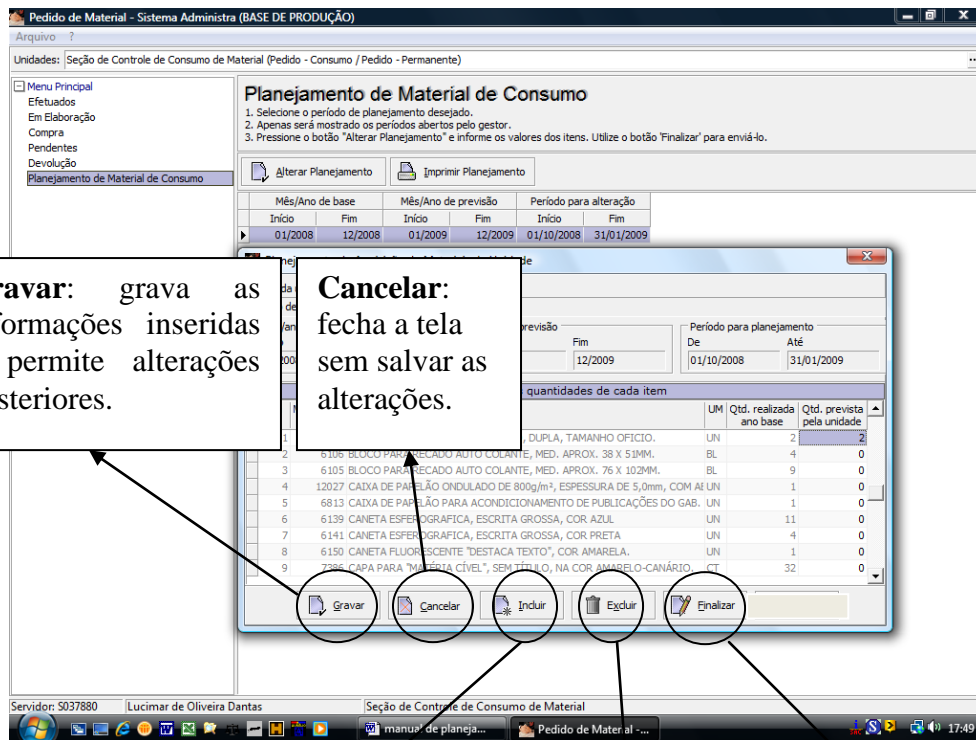 Pedido de Material - Sistema Administra (BASE DE PRODUÇÃO)
Arquivo ?
Unidades: Seção de Controle de Consumo de Material (Pedido - Consumo / Pedido - Permanente)
Menu Principal
Efetuados
Em Elaboração
Compra
Pendentes
Devolução
Planejamento de Material de Consumo
Planejamento de Material de Consumo
1. Selecione o período de planejamento desejado.
2. Apenas será mostrado os períodos abertos pelo gestor.
3. Pressione o botão "Alterar Planejamento" e informe os valores dos itens. Utilize o botão 'Finalizar' para enviá-lo.
Alterar Planejamento Imprimir Planejamento
Mês/Ano de base Mês/Ano de previsão Período para alteração
Início Fim Início Fim Início Fim
01/2008 12/2008 01/2009 12/2009 01/10/2008 31/01/2009
ravar: grava as
formações inseridas
permite alterações
steriores.
Cancelar:
fecha a tela
sem salvar as
alterações.
previsão Período para planejamento
Fim De Até
12/2009 01/10/2008 31/01/2009
quantidades de cada item
UM Qtd. realizada ano base Qtd. prevista pela unidade
1 , DUPLA, TAMANHO OFICIO. UN 2 2
2 6106 BLOCO PARA RECADO AUTO COLANTE, MED. APROX. 38 X 51MM. BL 4 0
3 6105 BLOCO PARA RECADO AUTO COLANTE, MED. APROX. 76 X 102MM. BL 9 0
4 12027 CAIXA DE PAPELÃO ONDULADO DE 800g/m², ESPESSURA DE 5,0mm, COM AE UN 1 0
5 6813 CAIXA DE PAPELÃO PARA ACONDICIONAMENTO DE PUBLICAÇÕES DO GAB. UN 1 0
6 6139 CANETA ESFEROGRAFICA, ESCRITA GROSSA, COR AZUL UN 11 0
7 6141 CANETA ESFEROGRAFICA, ESCRITA GROSSA, COR PRETA UN 4 0
8 6150 CANETA FLUORESCENTE "DESTACA TEXTO", COR AMARELA. UN 1 0
9 7386 CAPA PARA "MATÉRIA CÍVEL", SEM TÍTULO, NA COR AMARELO-CANÁRIO. CT 32 0
Gravar Cancelar Incluir Excluir Finalizar
Servidor: S037880 Lucimar de Oliveira Dantas Seção de Controle de Consumo de Material
manual de planeja... Pedido de Material -... 17:49